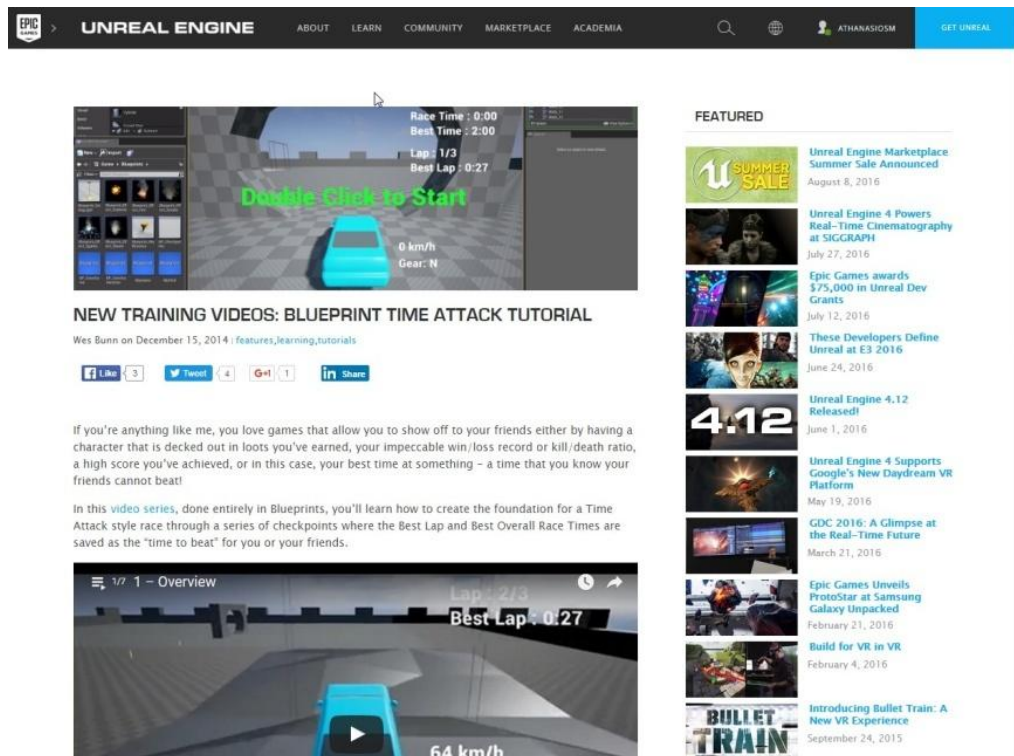 EPIC GAMES
UNREAL ENGINE
ABOUT
LEARN
COMMUNITY
MARKETPLACE
ACADEMIA
ATHANASIOSM
GET UNREAL
Race Time : 0:00
Best Time : 2:00
Lap : 1/3
Best Lap : 0:27
Double Click to Start
0 km/h
Gear: N
NEW TRAINING VIDEOS: BLUEPRINT TIME ATTACK TUTORIAL
Wes Bunn on December 15, 2014 | features,learning,tutorials
Like 3
Tweet 4
G+1 1
in Share
If you're anything like me, you love games that allow you to show off to your friends either by having a
character that is decked out in loots you've earned, your impeccable win/loss record or kill/death ratio,
a high score you've achieved, or in this case, your best time at something – a time that you know your
friends cannot beat!
In this video series, done entirely in Blueprints, you'll learn how to create the foundation for a Time
Attack style race through a series of checkpoints where the Best Lap and Best Overall Race Times are
saved as the "time to beat" for you or your friends.
1/7 1 – Overview
Lap : 2/3
Best Lap : 0:27
64 km/h
FEATURED
SUMMER
SALE
Unreal Engine Marketplace
Summer Sale Announced
August 8, 2016
Unreal Engine 4 Powers
Real-Time Cinematography
at SIGGRAPH
July 27, 2016
Epic Games awards
$75,000 in Unreal Dev
Grants
July 12, 2016
These Developers Define
Unreal at E3 2016
June 24, 2016
4.12
Unreal Engine 4.12
Released!
June 1, 2016
Unreal Engine 4 Supports
Google's New Daydream VR
Platform
May 19, 2016
GDC 2016: A Glimpse at
the Real-Time Future
March 21, 2016
Epic Games Unveils
ProtoStar at Samsung
Galaxy Unpacked
February 21, 2016
Build for VR in VR
February 4, 2016
BULLET
TRAIN
Introducing Bullet Train: A
New VR Experience
September 24, 2015